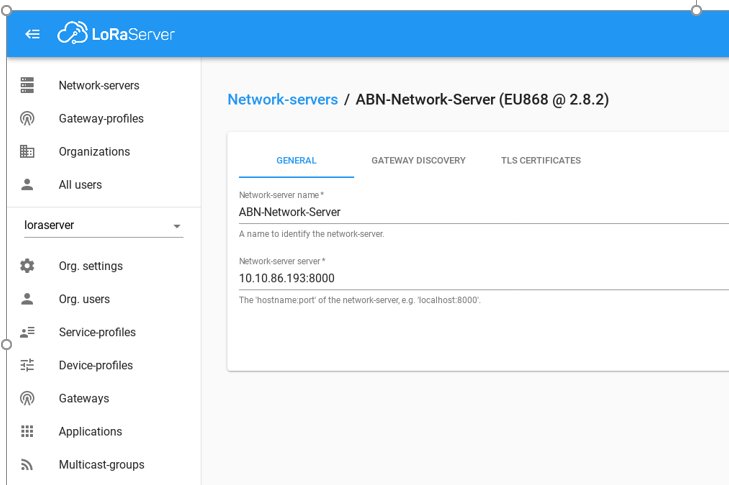 LoRaServer
Network-servers
Gateway-profiles
Organizations
All users
loraserver
Org. settings
Org. users
Service-profiles
Device-profiles
Gateways
Applications
Multicast-groups
Network-servers / ABN-Network-Server (EU868 @ 2.8.2)
GENERAL GATEWAY DISCOVERY TLS CERTIFICATES
Network-server name *
ABN-Network-Server
A name to identify the network-server.
Network-server server *
10.10.86.193:8000
The 'hostname:port' of the network-server, e.g. 'localhost:8000'.